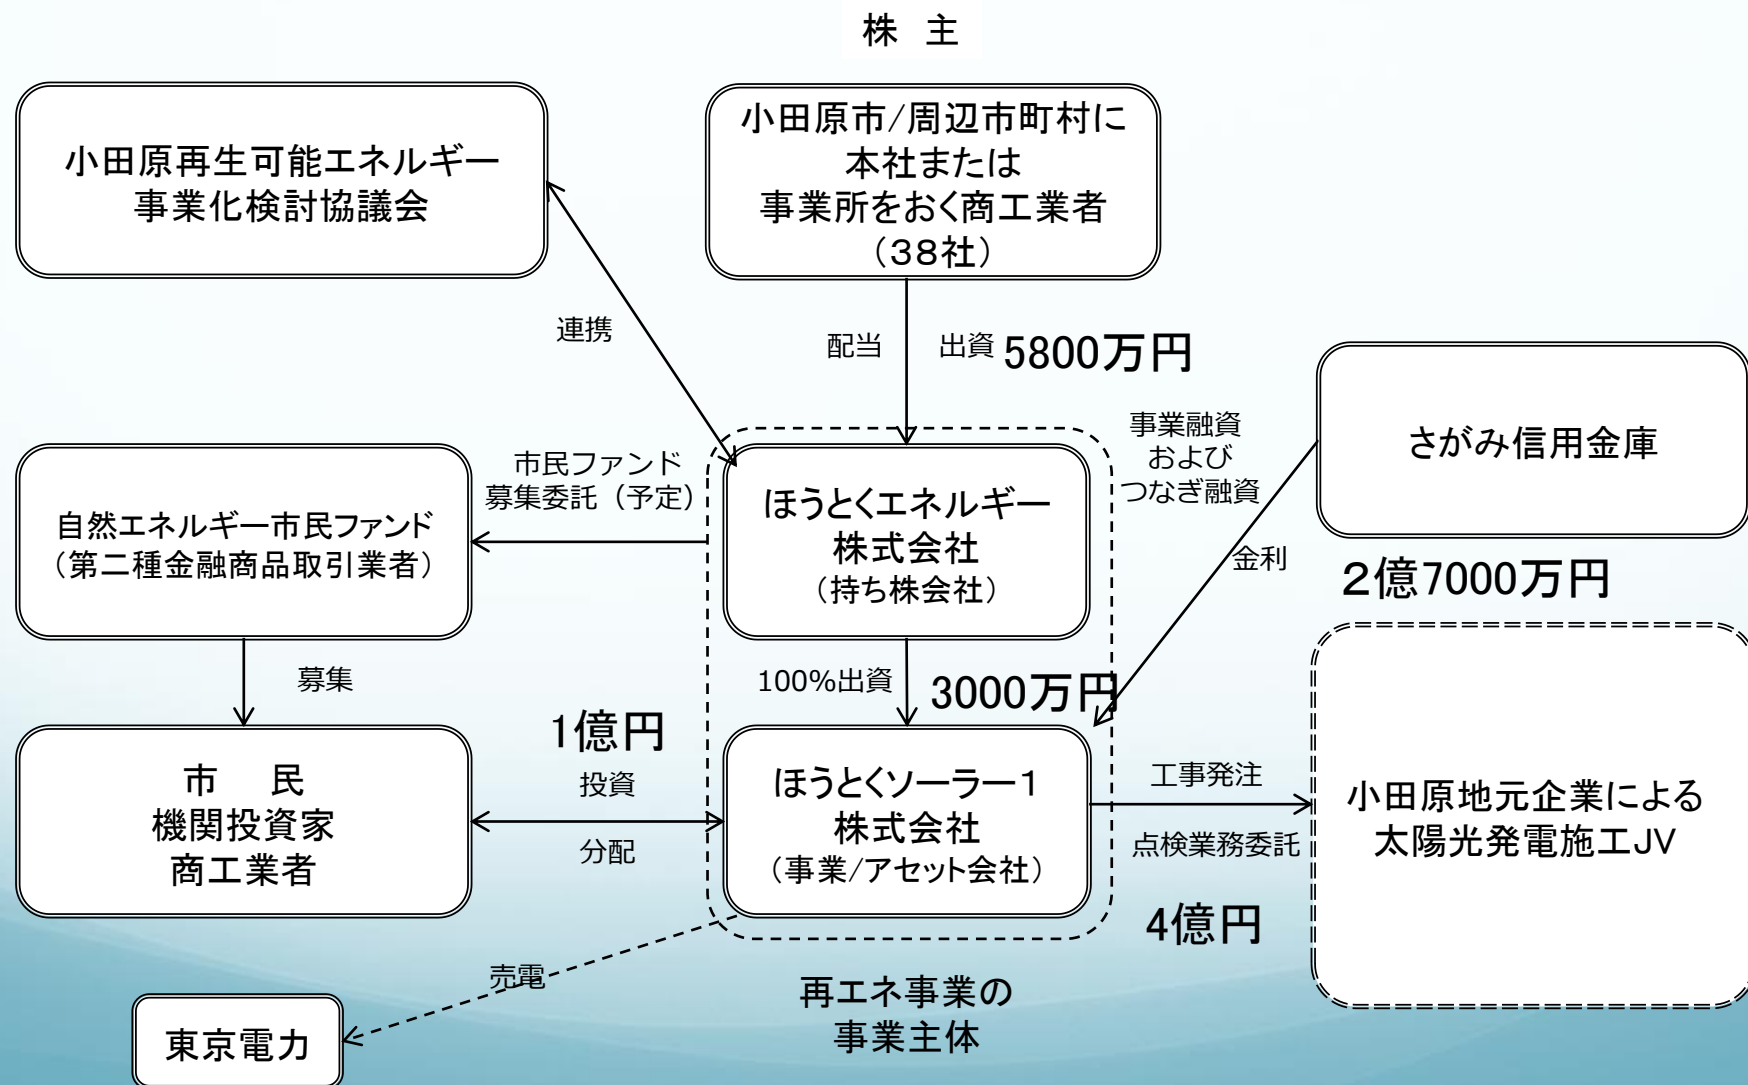 株 主
小田原再生可能エネルギー
事業化検討協議会
小田原市/周辺市町村に
本社または
事業所をおく商工業者
（38社）
連携
配当
出資
5800万円
事業融資
および
つなぎ融資
さがみ信用金庫
市民ファンド
募集委託（予定）
自然エネルギー市民ファンド
（第二種金融商品取引業者）
ほうとくエネルギー
株式会社
（持ち株会社）
金利
2億7000万円
募集
100%出資
3000万円
1億円
投資
分配
市 民
機関投資家
商工業者
ほうとくソーラー1
株式会社
（事業/アセット会社）
工事発注
点検業務委託
4億円
小田原地元企業による
太陽光発電施工JV
売電
東京電力
再エネ事業の
事業主体